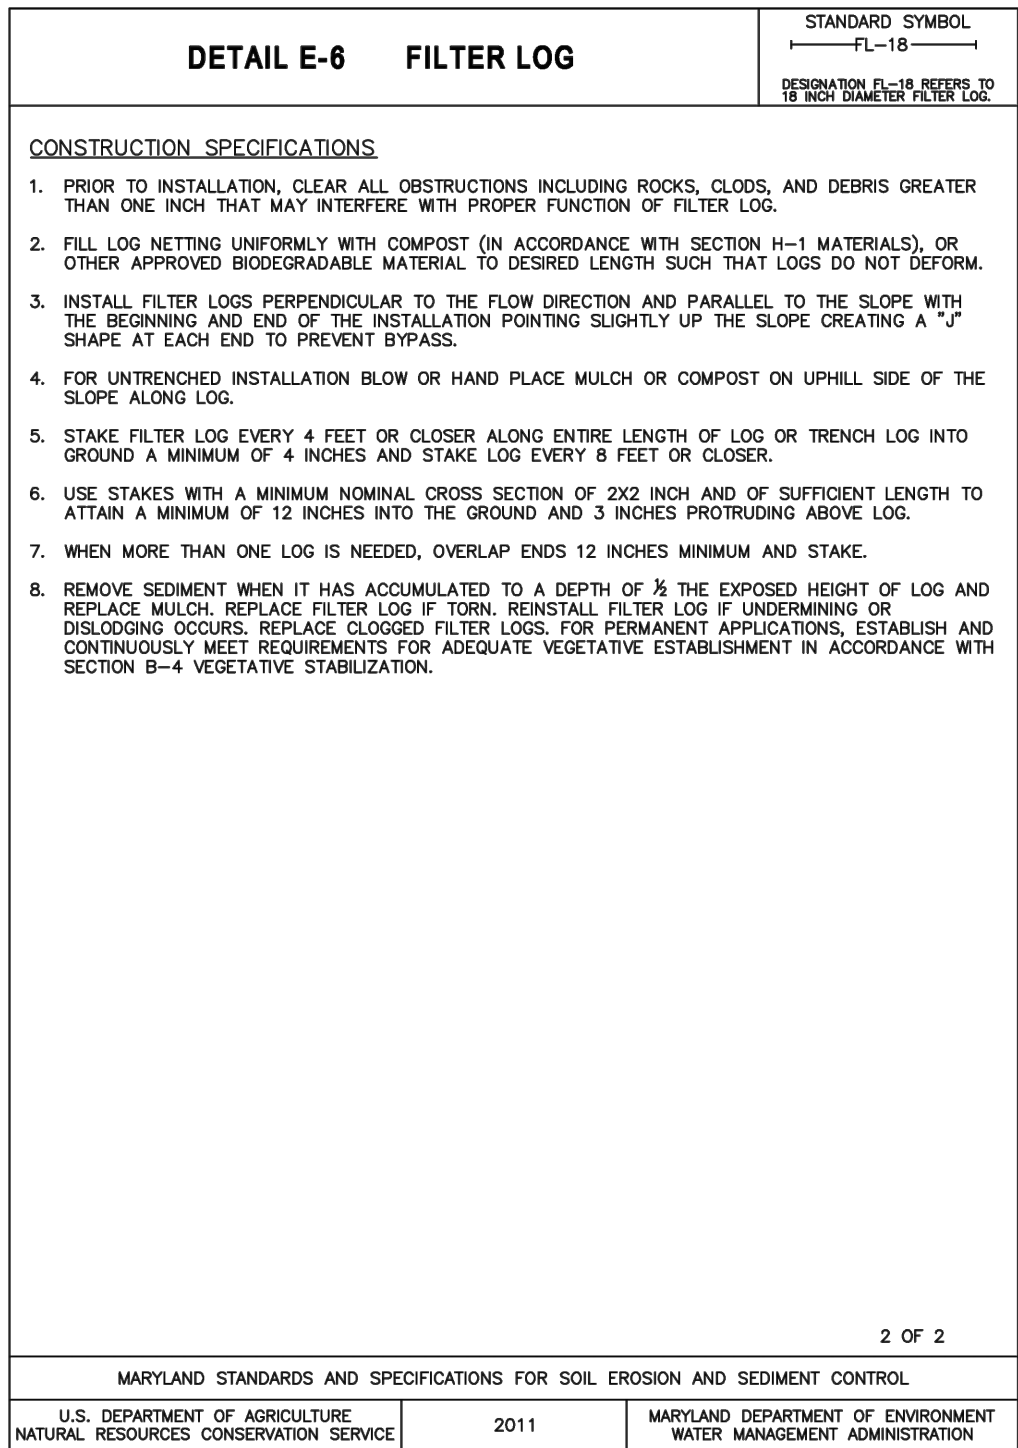 DETAIL E-6 FILTER LOG
STANDARD SYMBOL
FL-18
DESIGNATION FL-18 REFERS TO
18 INCH DIAMETER FILTER LOG.
CONSTRUCTION SPECIFICATIONS
1. PRIOR TO INSTALLATION, CLEAR ALL OBSTRUCTIONS INCLUDING ROCKS, CLODS, AND DEBRIS GREATER
THAN ONE INCH THAT MAY INTERFERE WITH PROPER FUNCTION OF FILTER LOG.
2. FILL LOG NETTING UNIFORMLY WITH COMPOST (IN ACCORDANCE WITH SECTION H-1 MATERIALS), OR
OTHER APPROVED BIODEGRADABLE MATERIAL TO DESIRED LENGTH SUCH THAT LOGS DO NOT DEFORM.
3. INSTALL FILTER LOGS PERPENDICULAR TO THE FLOW DIRECTION AND PARALLEL TO THE SLOPE WITH
THE BEGINNING AND END OF THE INSTALLATION POINTING SLIGHTLY UP THE SLOPE CREATING A "J"
SHAPE AT EACH END TO PREVENT BYPASS.
4. FOR UNTRENCHED INSTALLATION BLOW OR HAND PLACE MULCH OR COMPOST ON UPHILL SIDE OF THE
SLOPE ALONG LOG.
5. STAKE FILTER LOG EVERY 4 FEET OR CLOSER ALONG ENTIRE LENGTH OF LOG OR TRENCH LOG INTO
GROUND A MINIMUM OF 4 INCHES AND STAKE LOG EVERY 8 FEET OR CLOSER.
6. USE STAKES WITH A MINIMUM NOMINAL CROSS SECTION OF 2X2 INCH AND OF SUFFICIENT LENGTH TO
ATTAIN A MINIMUM OF 12 INCHES INTO THE GROUND AND 3 INCHES PROTRUDING ABOVE LOG.
7. WHEN MORE THAN ONE LOG IS NEEDED, OVERLAP ENDS 12 INCHES MINIMUM AND STAKE.
8. REMOVE SEDIMENT WHEN IT HAS ACCUMULATED TO A DEPTH OF ½ THE EXPOSED HEIGHT OF LOG AND
REPLACE MULCH. REPLACE FILTER LOG IF TORN. REINSTALL FILTER LOG IF UNDERMINING OR
DISLODGING OCCURS. REPLACE CLOGGED FILTER LOGS. FOR PERMANENT APPLICATIONS, ESTABLISH AND
CONTINUOUSLY MEET REQUIREMENTS FOR ADEQUATE VEGETATIVE ESTABLISHMENT IN ACCORDANCE WITH
SECTION B-4 VEGETATIVE STABILIZATION.
2 OF 2
MARYLAND STANDARDS AND SPECIFICATIONS FOR SOIL EROSION AND SEDIMENT CONTROL
U.S. DEPARTMENT OF AGRICULTURE
NATURAL RESOURCES CONSERVATION SERVICE
2011
MARYLAND DEPARTMENT OF ENVIRONMENT
WATER MANAGEMENT ADMINISTRATION